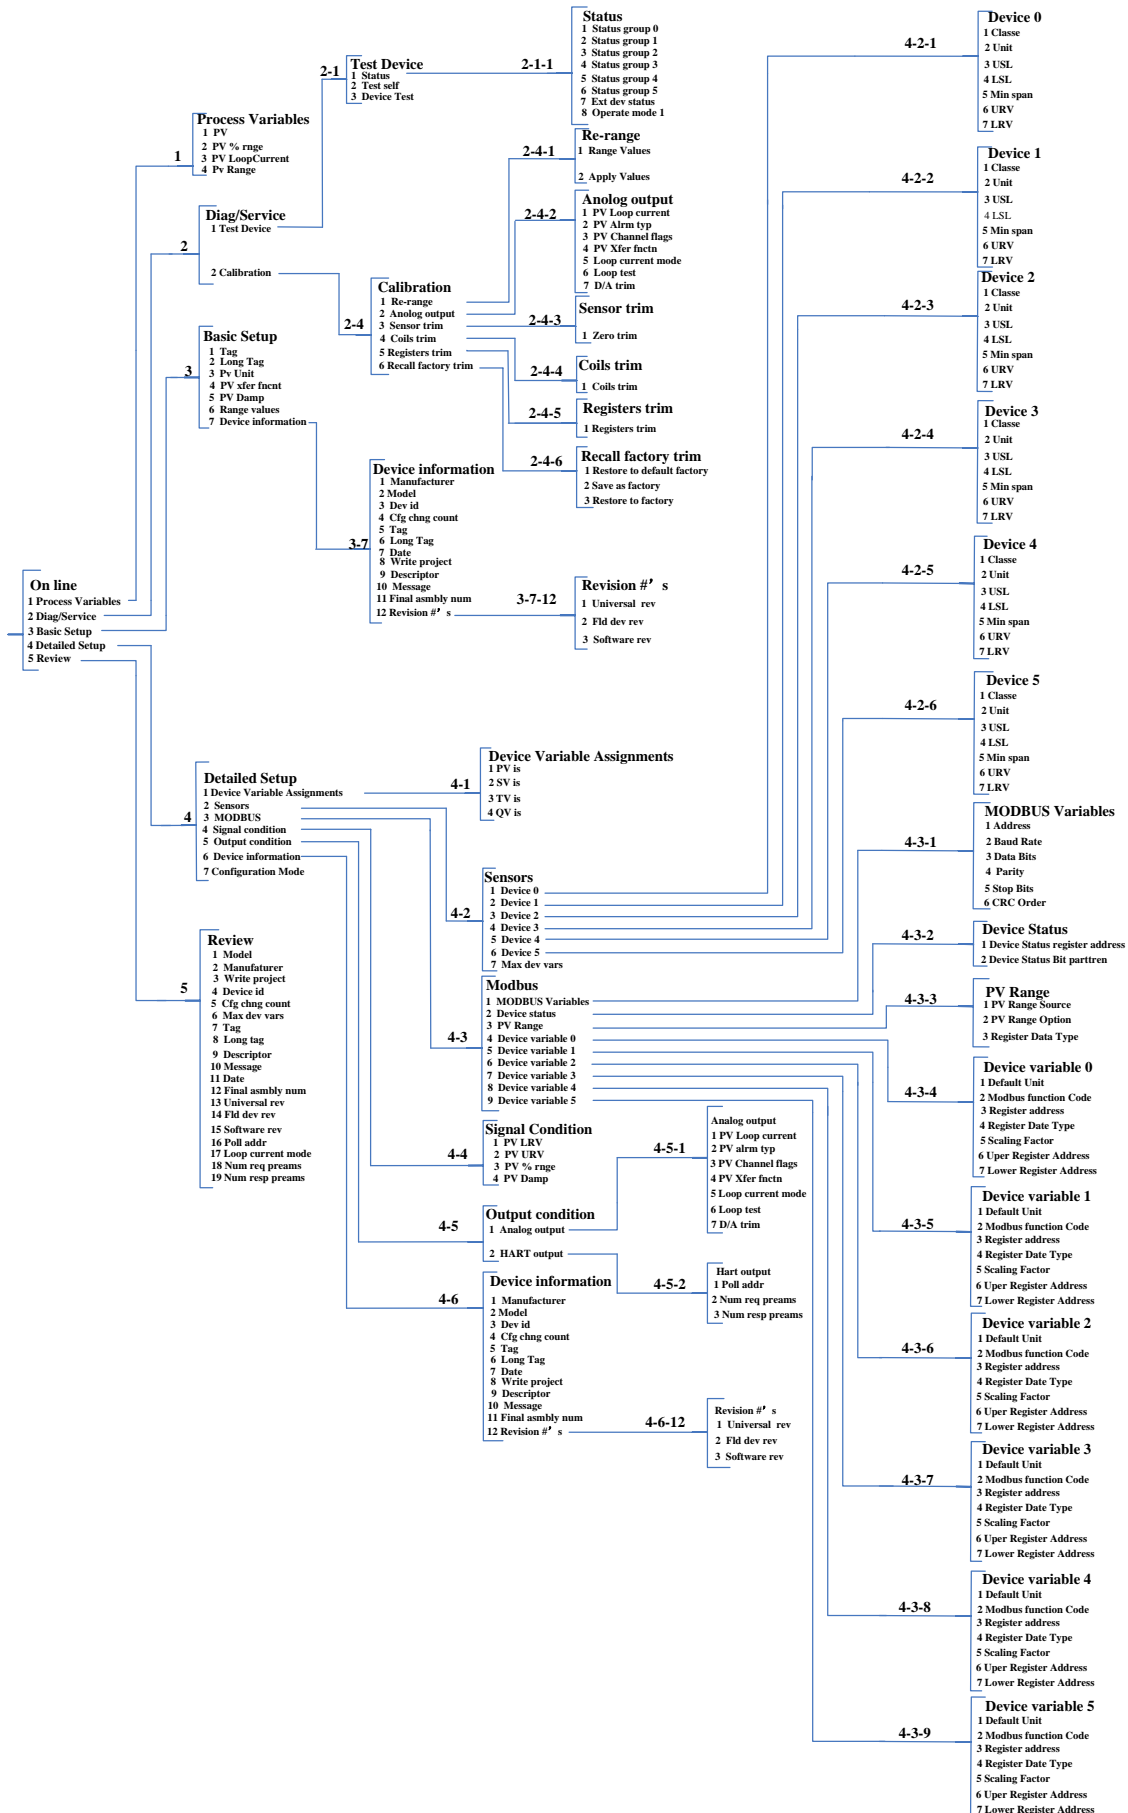 On line
1 Process Variables
2 Diag/Service
3 Basic Setup
4 Detailed Setup
5 Review
1
Process Variables
1 PV
2 PV % rnge
3 PV LoopCurrent
4 Pv Range
2
Diag/Service
1 Test Device
2 Calibration
2-1
Test Device
1 Status
2 Test self
3 Device Test
2-1-1
Status
1 Status group 0
2 Status group 1
3 Status group 2
4 Status group 3
5 Status group 4
6 Status group 5
7 Ext dev status
8 Operate mode 1
2-4
Calibration
1 Re-range
2 Anolog output
3 Sensor trim
4 Coils trim
5 Registers trim
6 Recall factory trim
2-4-1
Re-range
1 Range Values
2 Apply Values
2-4-2
Anolog output
1 PV Loop current
2 PV Alrm typ
3 PV Channel flags
4 PV Xfer fnctn
5 Loop current mode
6 Loop test
7 D/A trim
2-4-3
Sensor trim
1 Zero trim
2-4-4
Coils trim
1 Coils trim
2-4-5
Registers trim
1 Registers trim
2-4-6
Recall factory trim
1 Restore to default factory
2 Save as factory
3 Restore to factory
3
Basic Setup
1 Tag
2 Long Tag
3 Pv Unit
4 PV xfer fncnt
5 PV Damp
6 Range values
7 Device information
3-7
Device information
1 Manufacturer
2 Model
3 Dev id
4 Cfg chng count
5 Tag
6 Long Tag
7 Date
8 Write project
9 Descriptor
10 Message
11 Final asmbly num
12 Revision #’s
3-7-12
Revision #’s
1 Universal rev
2 Fld dev rev
3 Software rev
4
Detailed Setup
1 Device Variable Assignments
2 Sensors
3 MODBUS
4 Signal condition
5 Output condition
6 Device information
7 Configuration Mode
4-1
Device Variable Assignments
1 PV is
2 SV is
3 TV is
4 QV is
4-2
Sensors
1 Device 0
2 Device 1
3 Device 2
4 Device 3
5 Device 4
6 Device 5
7 Max dev vars
4-2-1
Device 0
1 Classe
2 Unit
3 USL
4 LSL
5 Min span
6 URV
7 LRV
4-2-2
Device 1
1 Classe
2 Unit
3 USL
4 LSL
5 Min span
6 URV
7 LRV
4-2-3
Device 2
1 Classe
2 Unit
3 USL
4 LSL
5 Min span
6 URV
7 LRV
4-2-4
Device 3
1 Classe
2 Unit
3 USL
4 LSL
5 Min span
6 URV
7 LRV
4-2-5
Device 4
1 Classe
2 Unit
3 USL
4 LSL
5 Min span
6 URV
7 LRV
4-2-6
Device 5
1 Classe
2 Unit
3 USL
4 LSL
5 Min span
6 URV
7 LRV
4-3
Modbus
1 MODBUS Variables
2 Device status
3 PV Range
4 Device variable 0
5 Device variable 1
6 Device variable 2
7 Device variable 3
8 Device variable 4
9 Device variable 5
4-3-1
MODBUS Variables
1 Address
2 Baud Rate
3 Data Bits
4 Parity
5 Stop Bits
6 CRC Order
4-3-2
Device Status
1 Device Status register address
2 Device Status Bit parttren
4-3-3
PV Range
1 PV Range Source
2 PV Range Option
3 Register Data Type
4-3-4
Device variable 0
1 Default Unit
2 Modbus function Code
3 Register address
4 Register Date Type
5 Scaling Factor
6 Uper Register Address
7 Lower Register Address
4-3-5
Device variable 1
1 Default Unit
2 Modbus function Code
3 Register address
4 Register Date Type
5 Scaling Factor
6 Uper Register Address
7 Lower Register Address
4-3-6
Device variable 2
1 Default Unit
2 Modbus function Code
3 Register address
4 Register Date Type
5 Scaling Factor
6 Uper Register Address
7 Lower Register Address
4-3-7
Device variable 3
1 Default Unit
2 Modbus function Code
3 Register address
4 Register Date Type
5 Scaling Factor
6 Uper Register Address
7 Lower Register Address
4-3-8
Device variable 4
1 Default Unit
2 Modbus function Code
3 Register address
4 Register Date Type
5 Scaling Factor
6 Uper Register Address
7 Lower Register Address
4-3-9
Device variable 5
1 Default Unit
2 Modbus function Code
3 Register address
4 Register Date Type
5 Scaling Factor
6 Uper Register Address
7 Lower Register Address
4-4
Signal Condition
1 PV LRV
2 PV URV
3 PV % rnge
4 PV Damp
4-5
Output condition
1 Analog output
2 HART output
4-5-1
Analog output
1 PV Loop current
2 PV alrm typ
3 PV Channel flags
4 PV Xfer fnctn
5 Loop current mode
6 Loop test
7 D/A trim
4-5-2
Hart output
1 Poll addr
2 Num req preams
3 Num resp preams
4-6
Device information
1 Manufacturer
2 Model
3 Dev id
4 Cfg chng count
5 Tag
6 Long Tag
7 Date
8 Write project
9 Descriptor
10 Message
11 Final asmbly num
12 Revision #’s
4-6-12
Revision #’s
1 Universal rev
2 Fld dev rev
3 Software rev
5
Review
1 Model
2 Manufaturer
3 Write project
4 Device id
5 Cfg chng count
6 Max dev vars
7 Tag
8 Long tag
9 Descriptor
10 Message
11 Date
12 Final asmbly num
13 Universal rev
14 Fld dev rev
15 Software rev
16 Poll addr
17 Loop current mode
18 Num req preams
19 Num resp preams